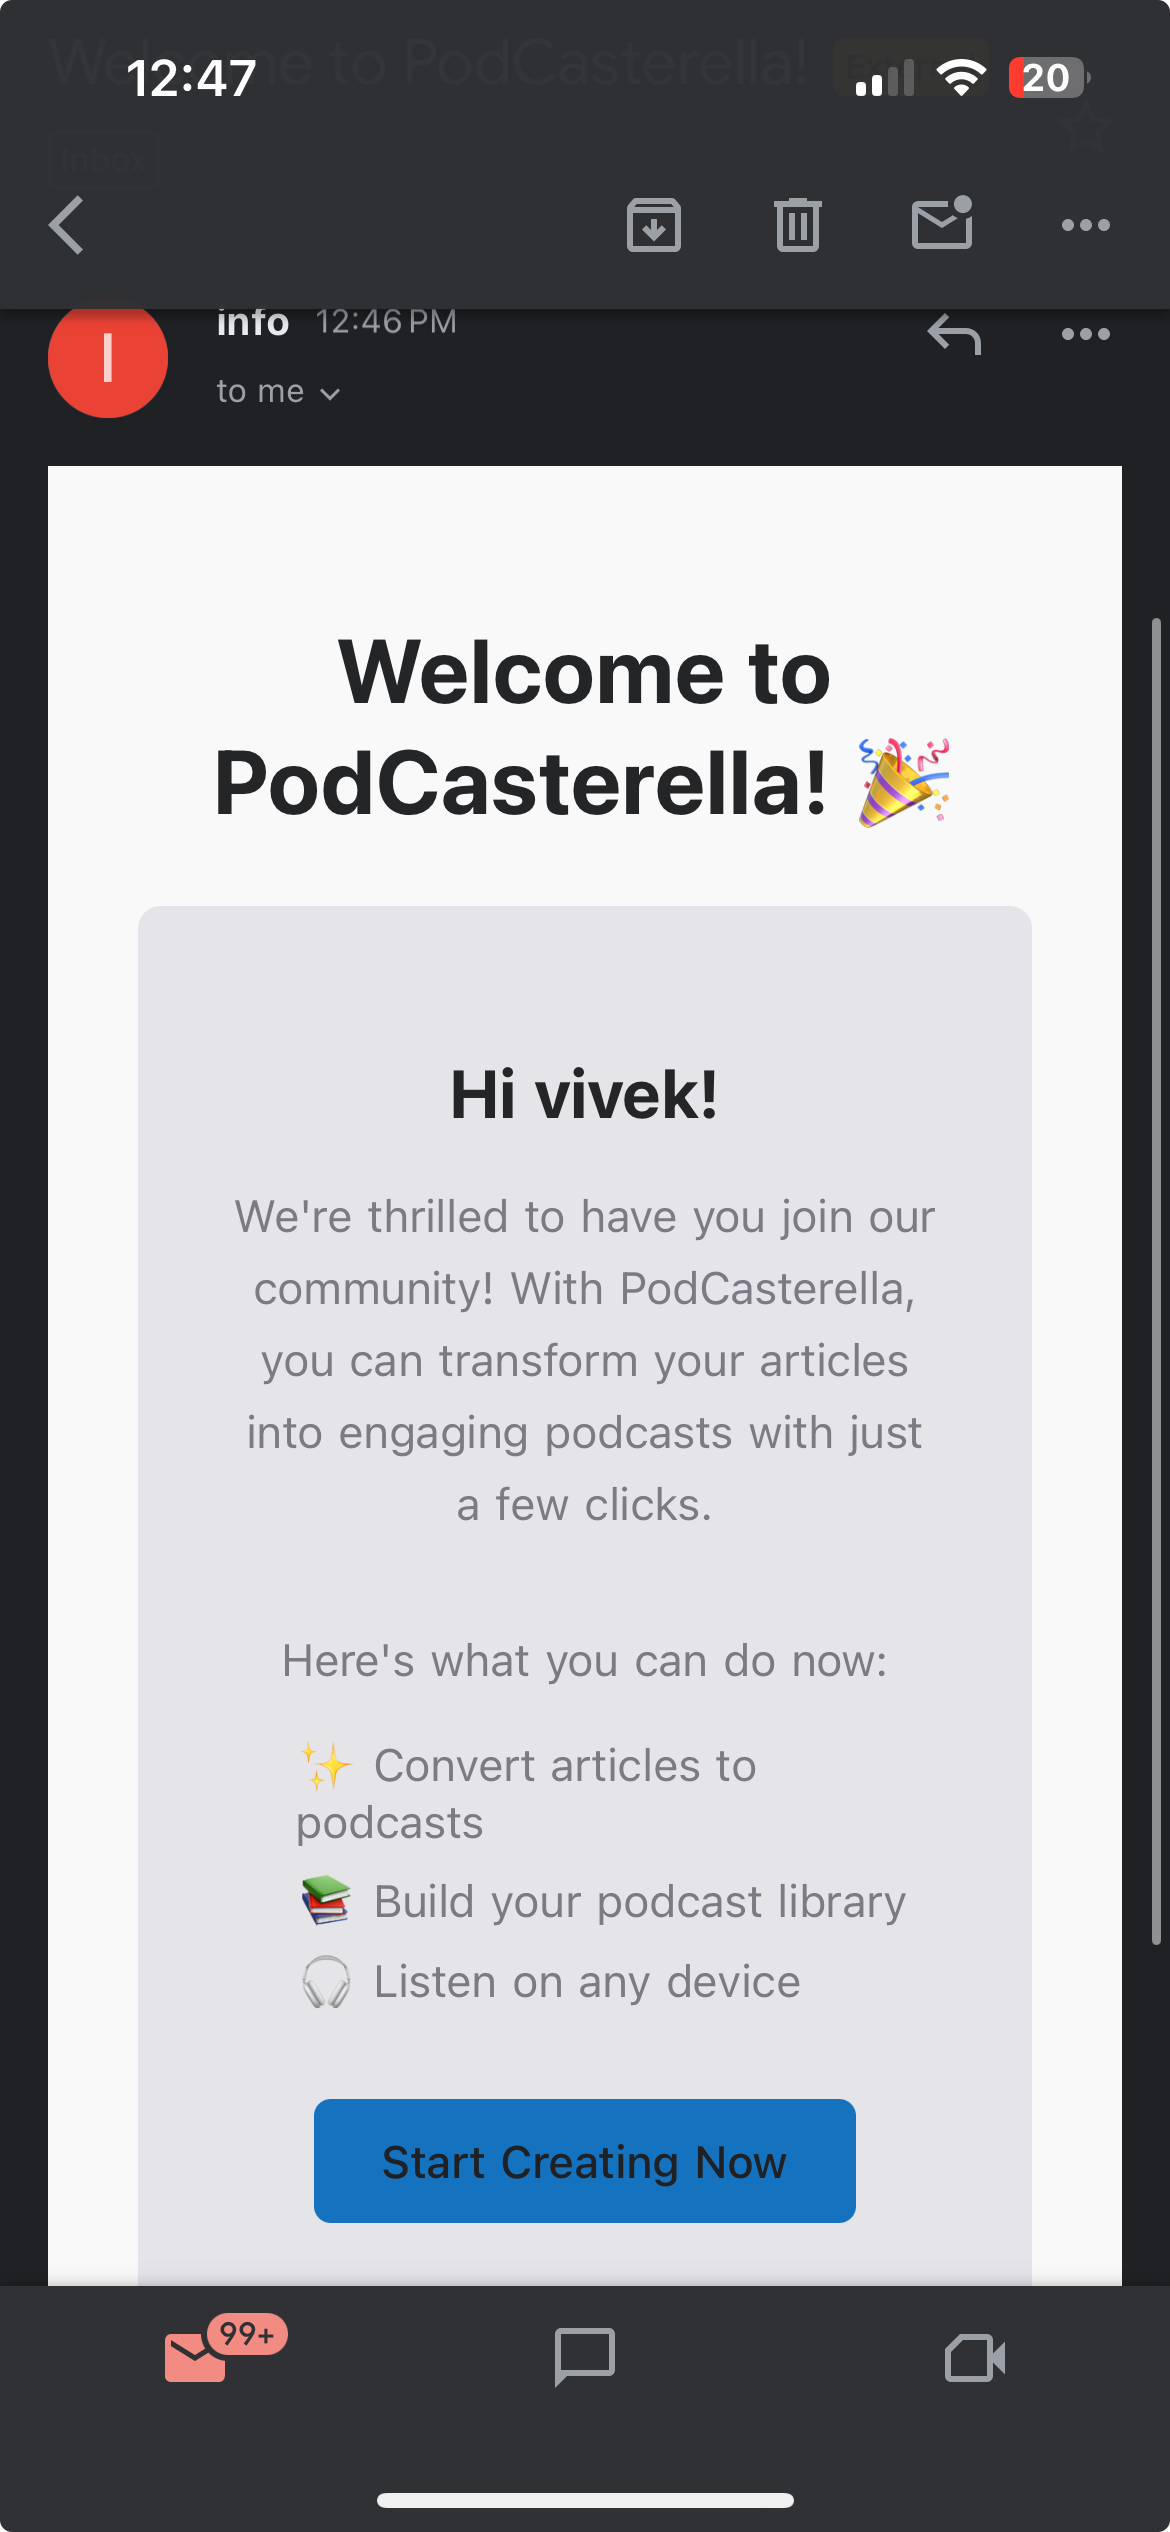 Welcome to PodCasterella!
12:47
20
Inbox
I
info 12:46 PM
to me
Welcome to
PodCasterella! 🎉
Hi vivek!
We're thrilled to have you join our
community! With PodCasterella,
you can transform your articles
into engaging podcasts with just
a few clicks.
Here's what you can do now:
✨ Convert articles to
podcasts
📚 Build your podcast library
🎧 Listen on any device
Start Creating Now
99+